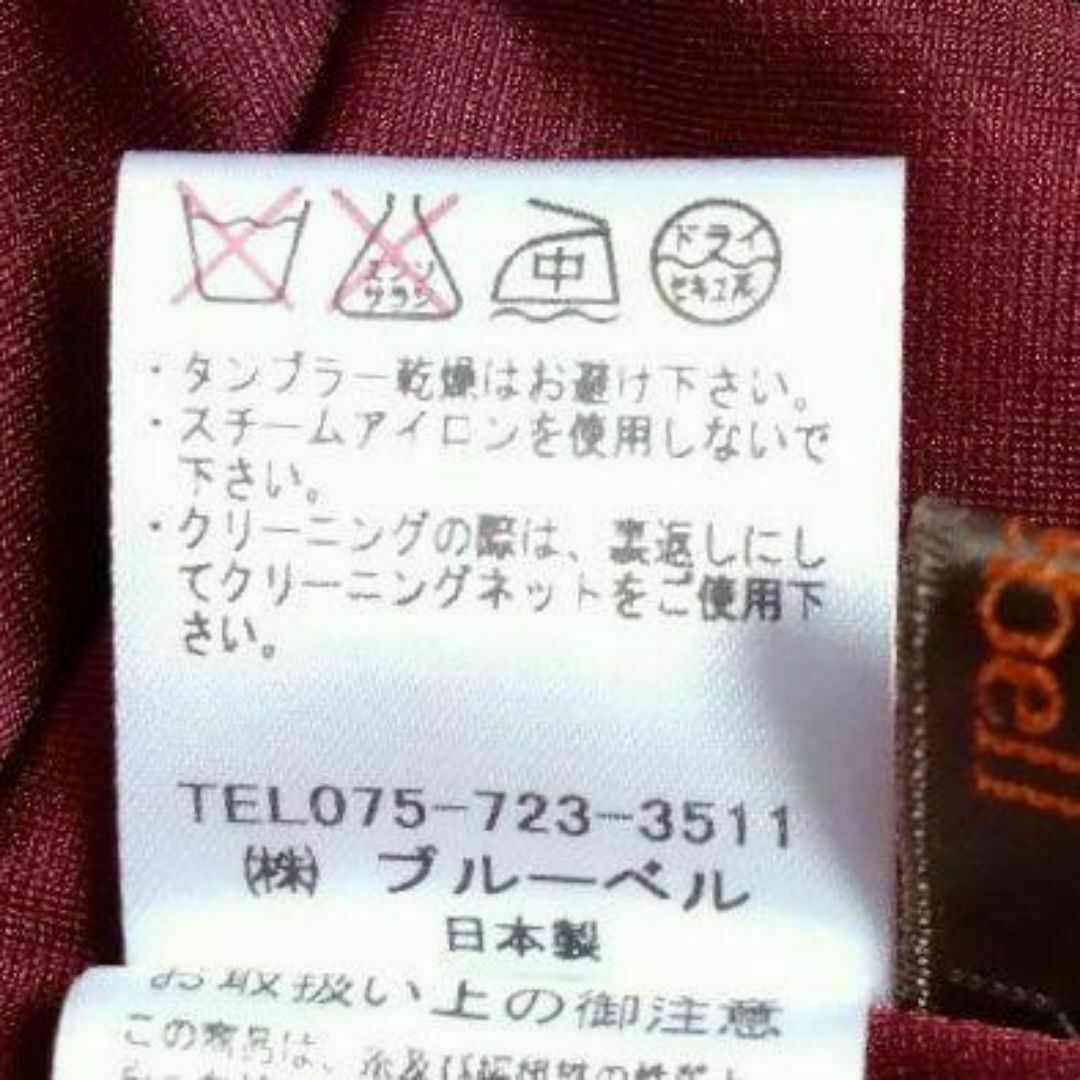 エンソ
サラシ
中
ドライ
セキユ系
・タンブラー乾燥はお避け下さい。
・スチームアイロンを使用しないで
下さい。
・クリーニングの際は、裏返しにし
てクリーニングネットをご使用下
さい。
TEL075-723-3511
㈱ ブルーベル
日本製
お取扱い上の御注意
この商品は、